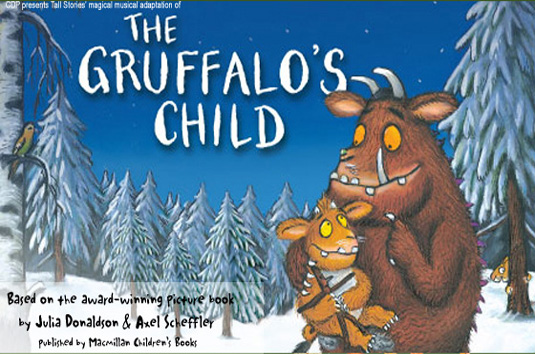 CDP presents Tall Stories' magical musical adaptation of
THE
GRUFFALO'S
CHILD
Based on the award-winning picture book
by Julia Donaldson & Axel Scheffler
Published by Macmillan Children's Books